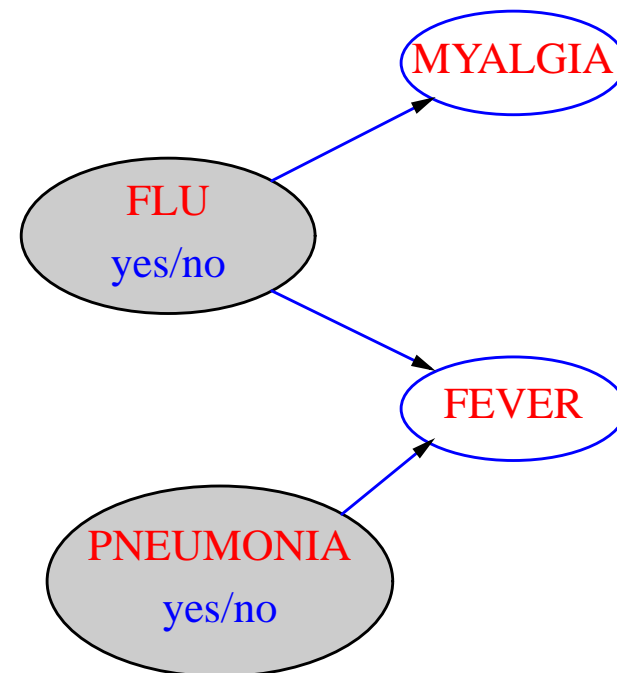 MYALGIA
FLU
yes/no
FEVER
PNEUMONIA
yes/no